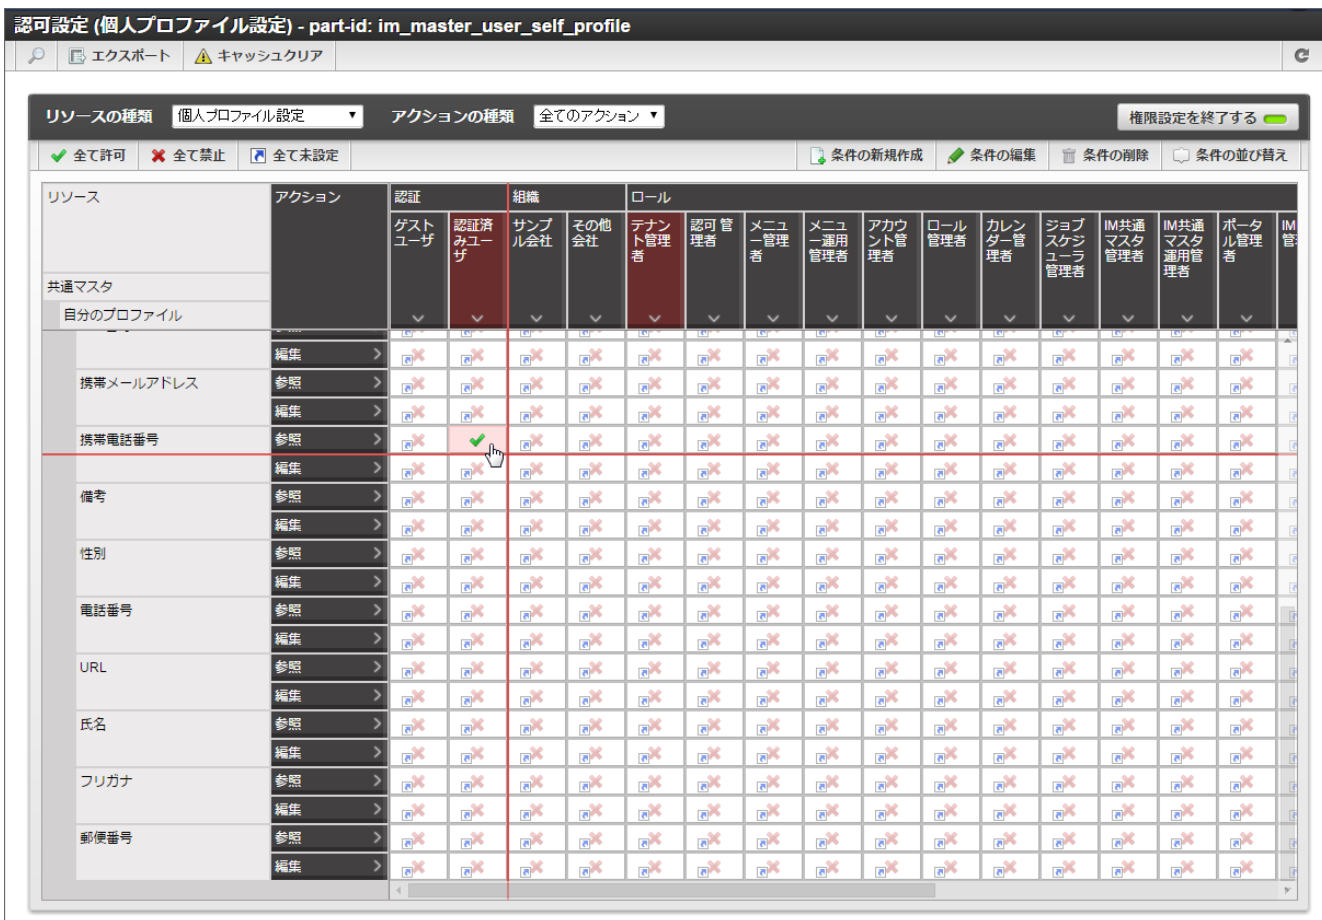 認可設定 (個人プロファイル設定) - part-id: im_master_user_self_profile
エクスポート キャッシュクリア
リソースの種類 個人プロファイル設定 アクションの種類 全てのアクション 権限設定を終了する
全て許可 全て禁止 全て未設定 条件の新規作成 条件の編集 条件の削除 条件の並び替え
リソース アクション 認証 組織 ロール
ゲストユーザ 認証済みユーザ サンプル会社 その他会社 テナント管理者 認可 管理者 メニュー管理者 メニュー運用管理者 アカウント管理者 ロール管理者 カレンダー管理者 ジョブスケジューラ管理者 IM共通マスタ管理者 IM共通マスタ運用管理者 ポータル管理者 IM
共通マスタ
自分のプロファイル
編集
携帯メールアドレス 参照
編集
携帯電話番号 参照
編集
備考 参照
編集
性別 参照
編集
電話番号 参照
編集
URL 参照
編集
氏名 参照
編集
フリガナ 参照
編集
郵便番号 参照
編集